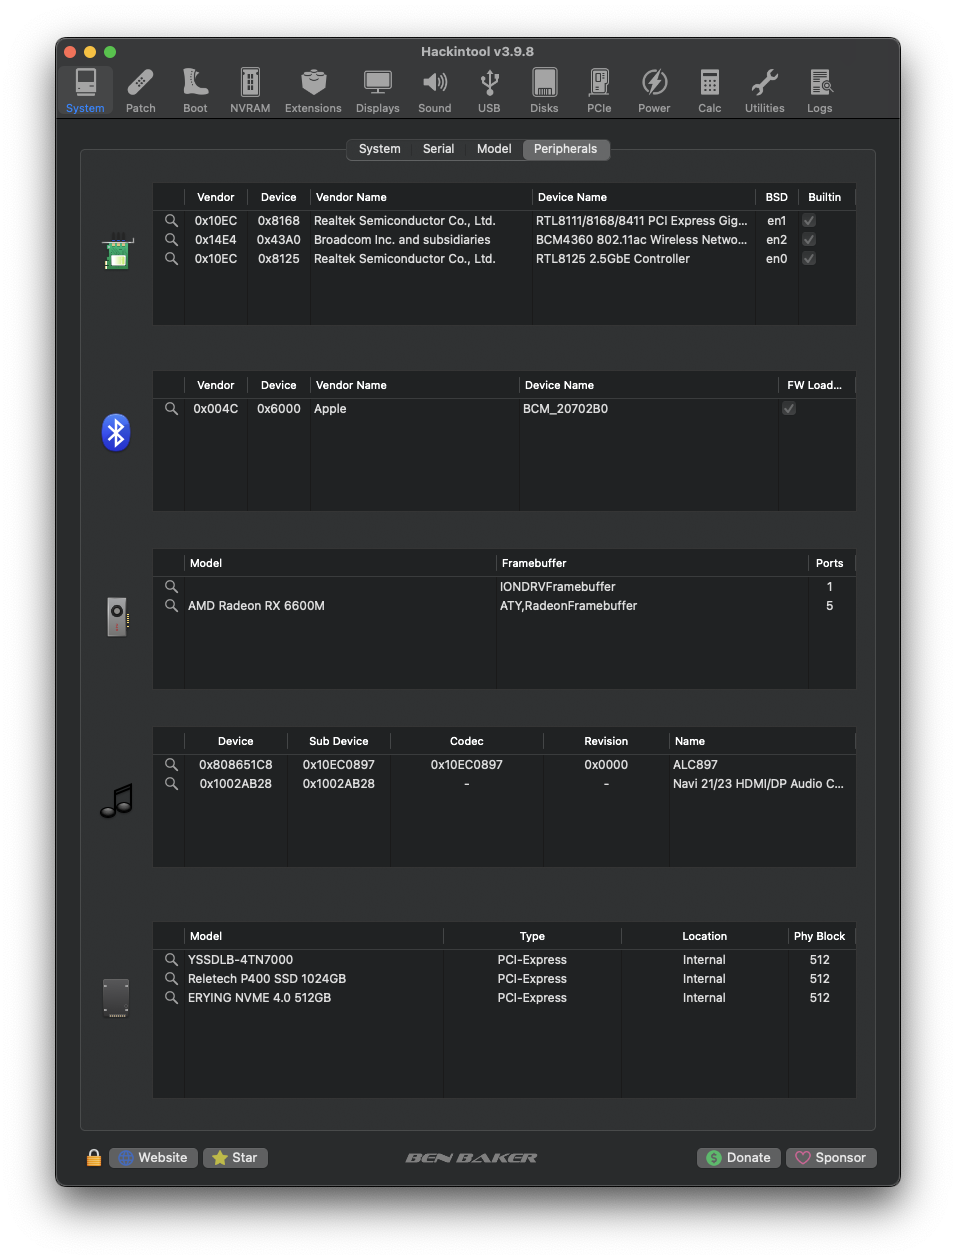 Hackintool v3.9.8
System Patch Boot NVRAM Extensions Displays Sound USB Disks PCIe Power Calc Utilities Logs
System Serial Model Peripherals
Vendor Device Vendor Name Device Name BSD Builtin
0x10EC 0x8168 Realtek Semiconductor Co., Ltd. RTL8111/8168/8411 PCI Express Gig... en1
0x14E4 0x43A0 Broadcom Inc. and subsidiaries BCM4360 802.11ac Wireless Netwo... en2
0x10EC 0x8125 Realtek Semiconductor Co., Ltd. RTL8125 2.5GbE Controller en0
Vendor Device Vendor Name Device Name FW Load...
0x004C 0x6000 Apple BCM_20702B0
Model Framebuffer Ports
IONDRVFramebuffer 1
AMD Radeon RX 6600M ATY,RadeonFramebuffer 5
Device Sub Device Codec Revision Name
0x808651C8 0x10EC0897 0x10EC0897 0x0000 ALC897
0x1002AB28 0x1002AB28 - - Navi 21/23 HDMI/DP Audio C...
Model Type Location Phy Block
YSSDLB-4TN7000 PCI-Express Internal 512
Reletech P400 SSD 1024GB PCI-Express Internal 512
ERYING NVME 4.0 512GB PCI-Express Internal 512
Website Star BEN BAKER Donate Sponsor